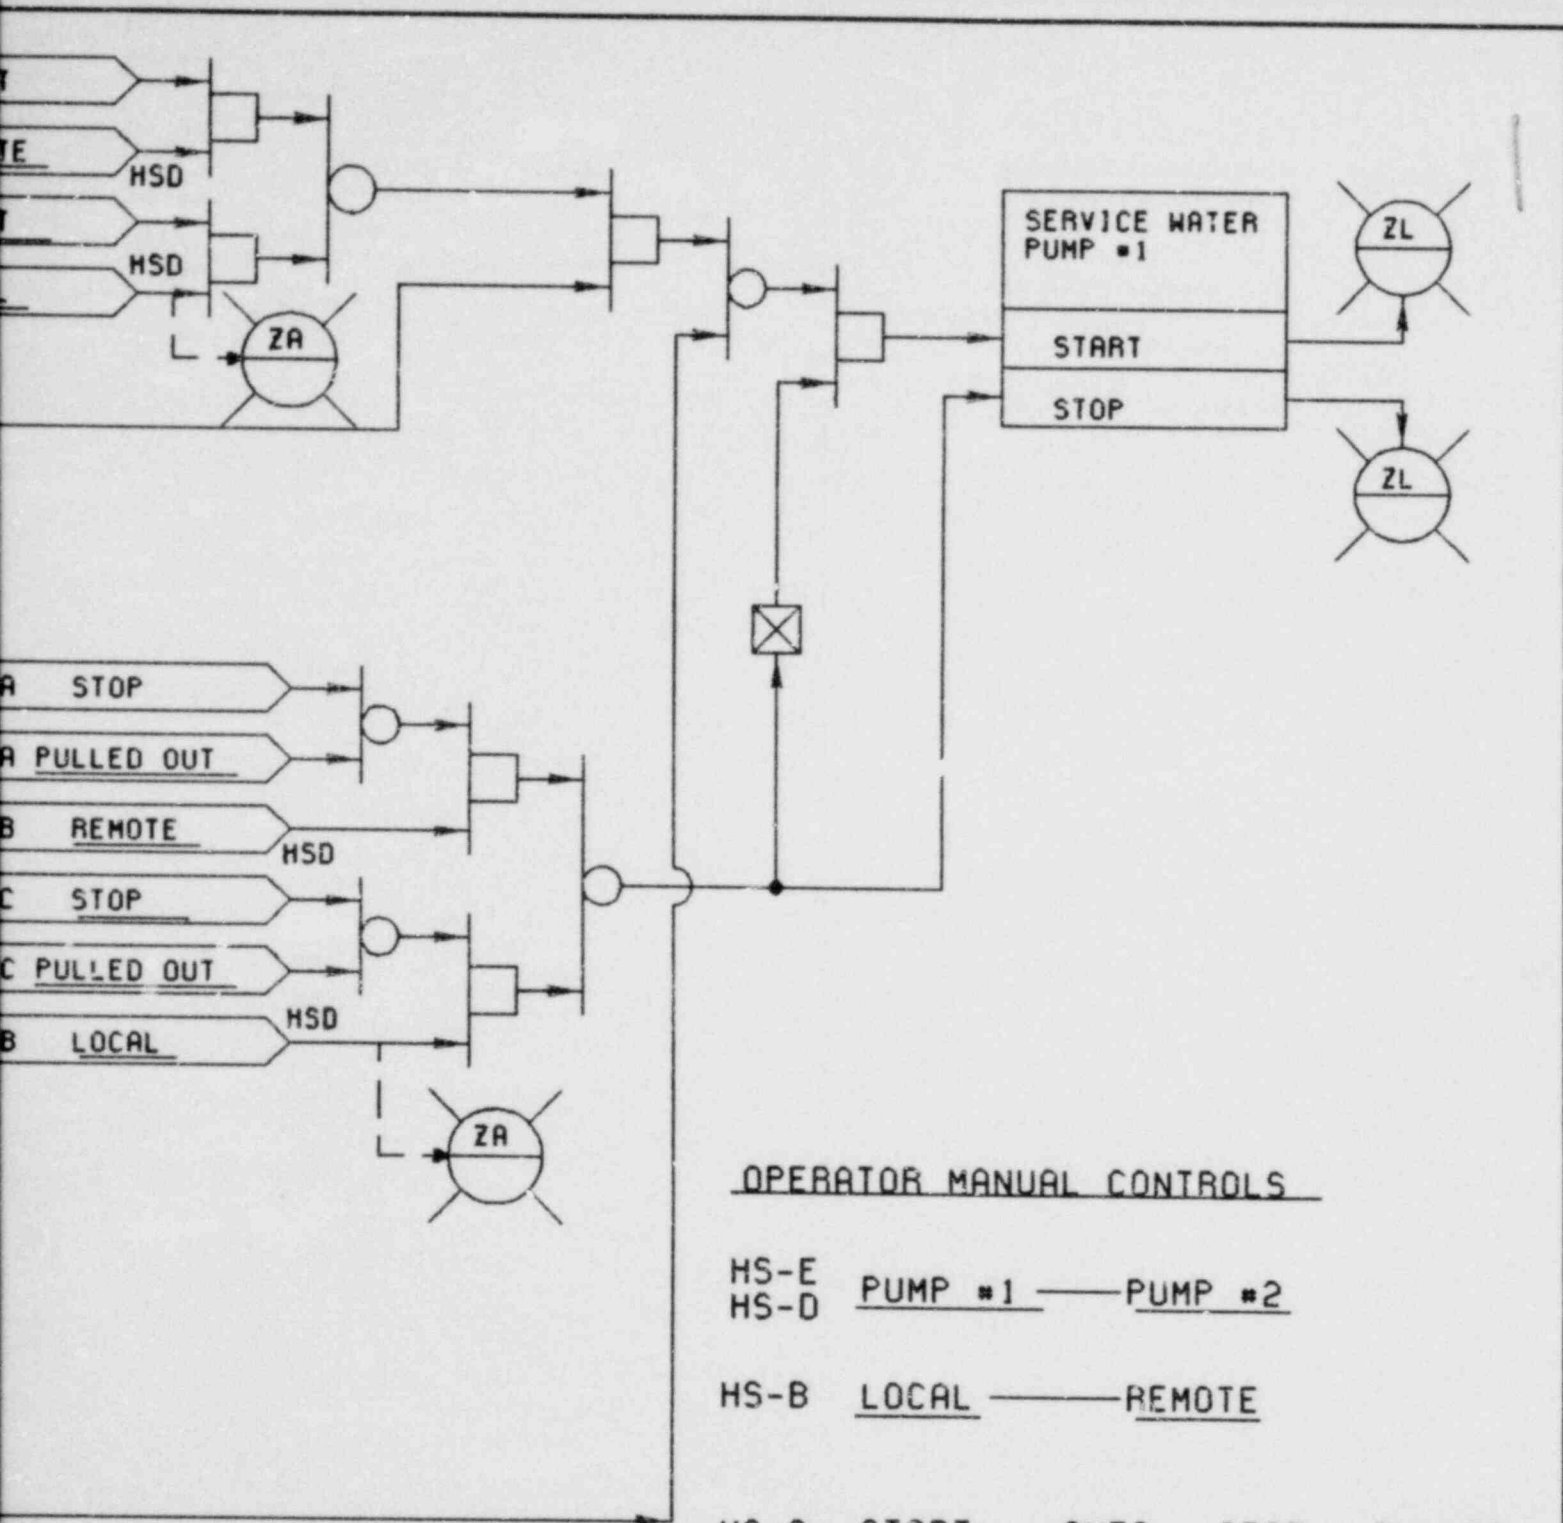 TE
HSD
HSD
ZA
SERVICE WATER
PUMP #1
START
STOP
ZL
ZL
A STOP
A PULLED OUT
B REMOTE
HSD
C STOP
C PULLED OUT
HSD
B LOCAL
ZA
OPERATOR MANUAL CONTROLS
HS-E
HS-D PUMP #1 PUMP #2
HS-B LOCAL REMOTE